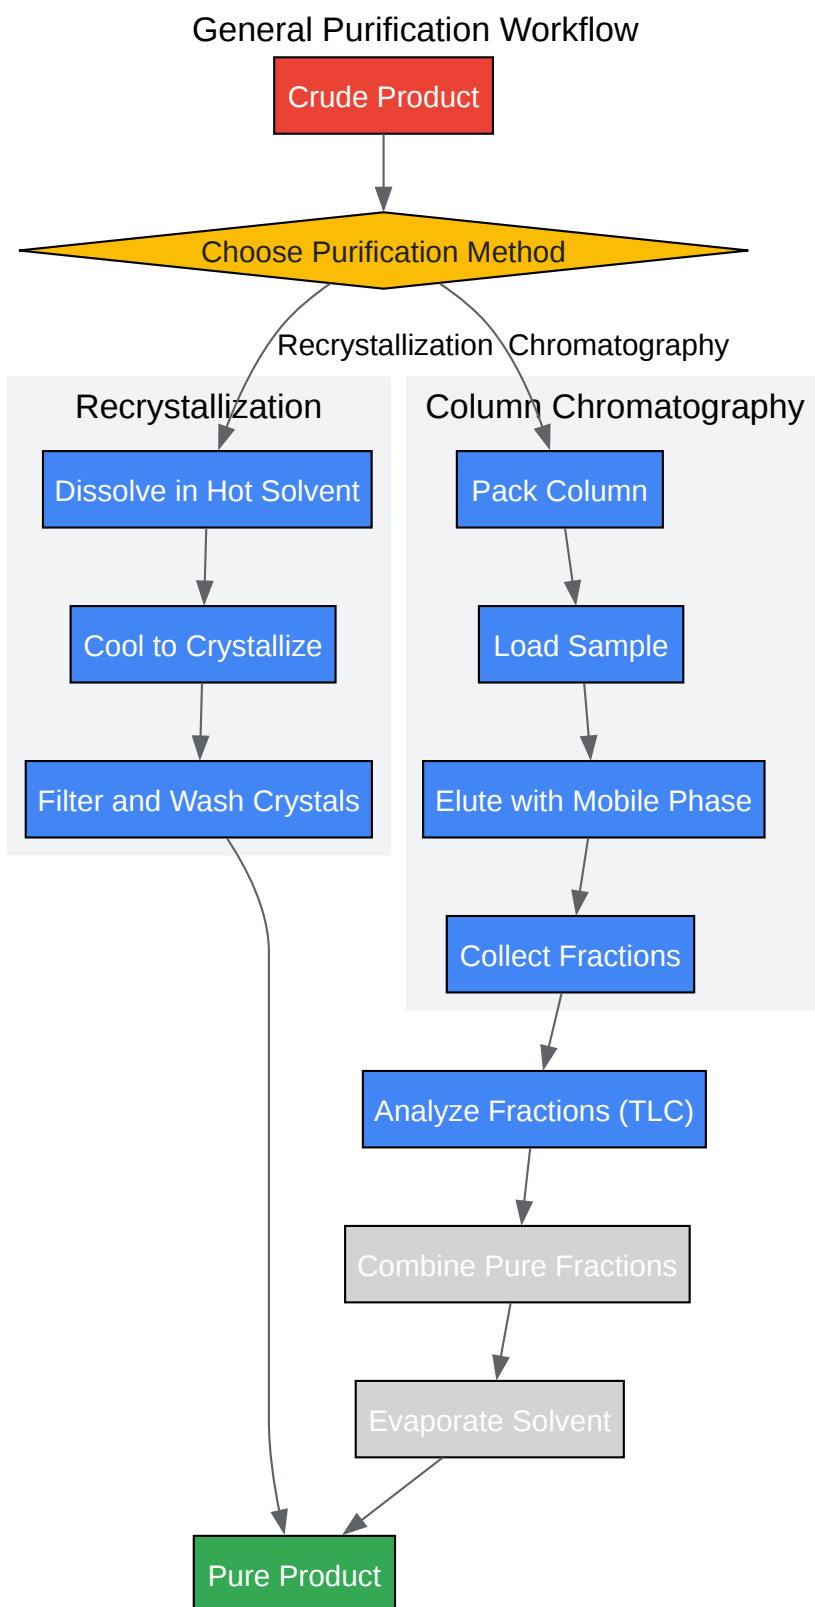 General Purification Workflow
Crude Product
Choose Purification Method
Recrystallization
Chromatography
Recrystallization
Dissolve in Hot Solvent
Cool to Crystallize
Filter and Wash Crystals
Column Chromatography
Pack Column
Load Sample
Elute with Mobile Phase
Collect Fractions
Analyze Fractions (TLC)
Combine Pure Fractions
Evaporate Solvent
Pure Product